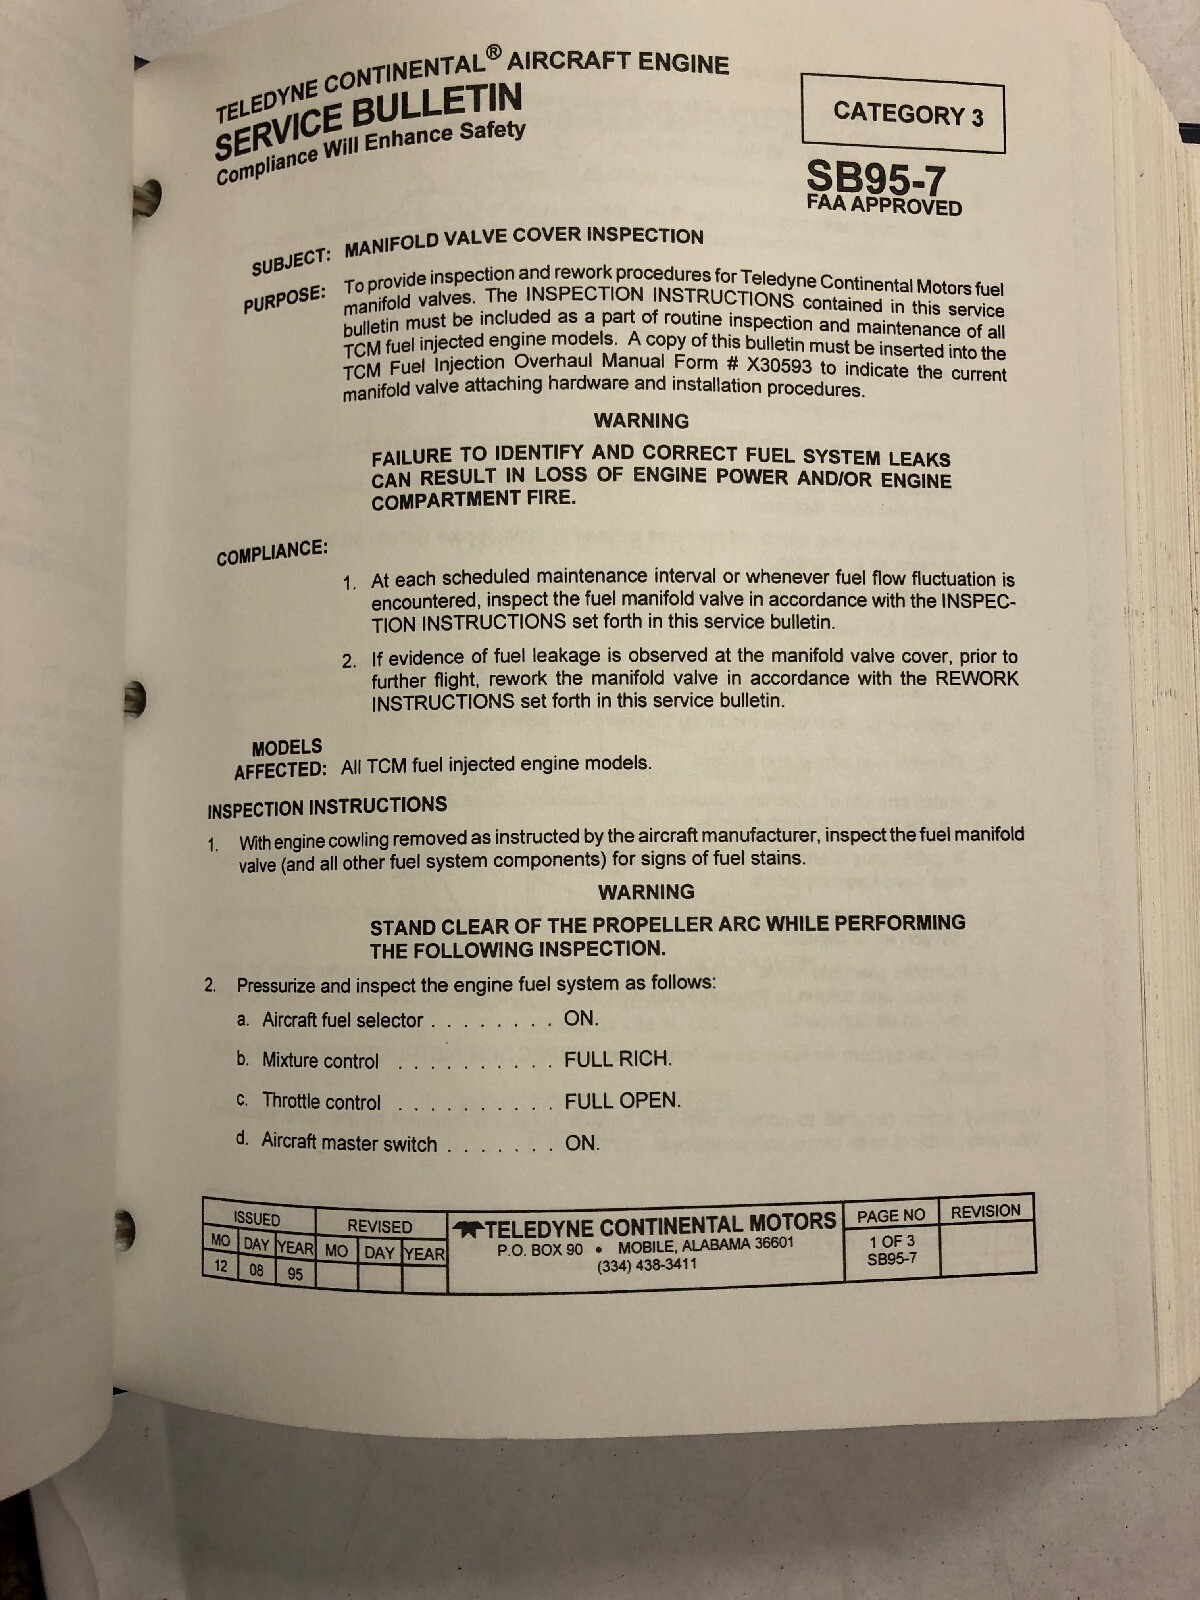 TELEDYNE CONTINENTAL® AIRCRAFT ENGINE
SERVICE BULLETIN
Compliance Will Enhance Safety
CATEGORY 3
SB95-7
FAA APPROVED
SUBJECT: MANIFOLD VALVE COVER INSPECTION
PURPOSE: To provide inspection and rework procedures for Teledyne Continental Motors fuel
manifold valves. The INSPECTION INSTRUCTIONS contained in this service
bulletin must be included as a part of routine inspection and maintenance of all
TCM fuel injected engine models. A copy of this bulletin must be inserted into the
TCM Fuel Injection Overhaul Manual Form # X30593 to indicate the current
manifold valve attaching hardware and installation procedures.
WARNING
FAILURE TO IDENTIFY AND CORRECT FUEL SYSTEM LEAKS
CAN RESULT IN LOSS OF ENGINE POWER AND/OR ENGINE
COMPARTMENT FIRE.
COMPLIANCE:
1. At each scheduled maintenance interval or whenever fuel flow fluctuation is
encountered, inspect the fuel manifold valve in accordance with the INSPEC-
TION INSTRUCTIONS set forth in this service bulletin.
2. If evidence of fuel leakage is observed at the manifold valve cover, prior to
further flight, rework the manifold valve in accordance with the REWORK
INSTRUCTIONS set forth in this service bulletin.
MODELS
AFFECTED: All TCM fuel injected engine models.
INSPECTION INSTRUCTIONS
1. With engine cowling removed as instructed by the aircraft manufacturer, inspect the fuel manifold
valve (and all other fuel system components) for signs of fuel stains.
WARNING
STAND CLEAR OF THE PROPELLER ARC WHILE PERFORMING
THE FOLLOWING INSPECTION.
2. Pressurize and inspect the engine fuel system as follows:
a. Aircraft fuel selector . . . . . . . . ON.
b. Mixture control . . . . . . . . . . FULL RICH.
c. Throttle control . . . . . . . . . . FULL OPEN.
d. Aircraft master switch . . . . . . . ON.
ISSUED
REVISED
MO DAY YEAR MO DAY YEAR
12 08 95
TELEDYNE CONTINENTAL MOTORS
P.O. BOX 90 • MOBILE, ALABAMA 36601
(334) 438-3411
PAGE NO
1 OF 3
SB95-7
REVISION